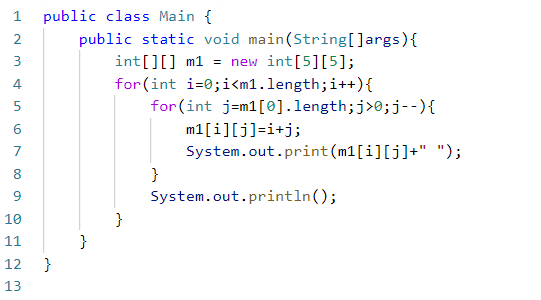 1 public class Main {
2     public static void main(String[]args){
3         int[][] m1 = new int[5][5];
4         for(int i=0;i<m1.length;i++){
5             for(int j=m1[0].length;j>0;j--){
6                 m1[i][j]=i+j;
7                 System.out.print(m1[i][j]+" ");
8             }
9             System.out.println();
10         }
11     }
12 }
13